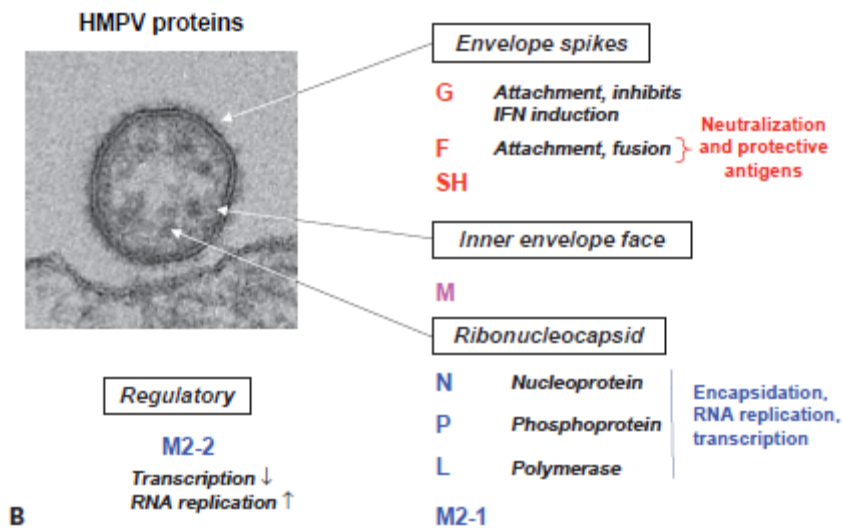 HMPV proteins
Envelope spikes
G Attachment, inhibits
IFN induction
F Attachment, fusion
SH
Neutralization
and protective
antigens
Inner envelope face
M
Ribonucleocapsid
N Nucleoprotein
P Phosphoprotein
L Polymerase
M2-1
Encapsidation,
RNA replication,
transcription
Regulatory
M2-2
Transcription ↓
RNA replication ↑
B